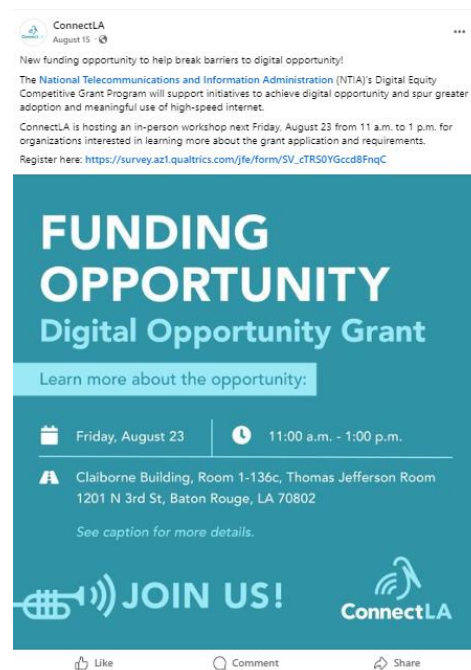 ConnectLA
August 15 ·
New funding opportunity to help break barriers to digital opportunity!
The National Telecommunications and Information Administration (NTIA)'s Digital Equity
Competitive Grant Program will support initiatives to achieve digital opportunity and spur greater
adoption and meaningful use of high-speed internet.
ConnectLA is hosting an in-person workshop next Friday, August 23 from 11 a.m. to 1 p.m. for
organizations interested in learning more about the grant application and requirements.
Register here: https://survey.az1.qualtrics.com/jfe/form/SV_cTRS0YGccd8FnqC
FUNDING
OPPORTUNITY
Digital Opportunity Grant
Learn more about the opportunity:
Friday, August 23
11:00 a.m. - 1:00 p.m.
Claiborne Building, Room 1-136c, Thomas Jefferson Room
1201 N 3rd St, Baton Rouge, LA 70802
See caption for more details.
JOIN US!
ConnectLA
Like
Comment
Share